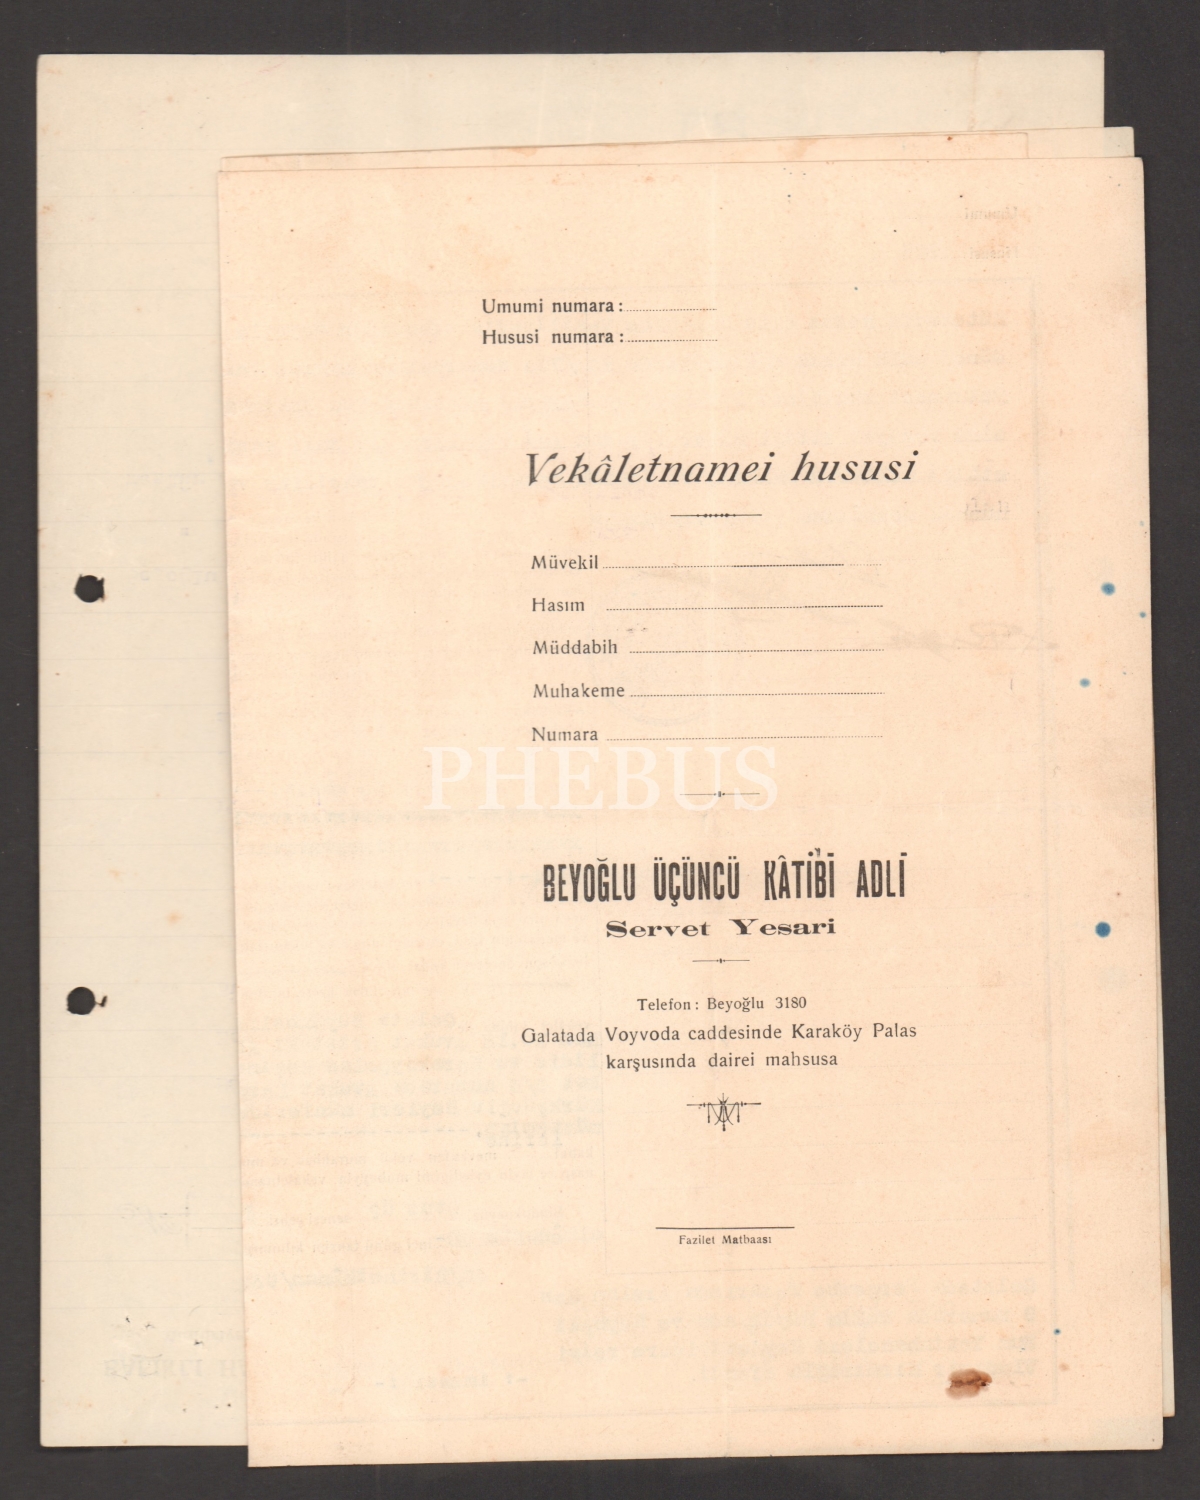 Umumi numara :
Hususi numara :
Vekâletnamei hususi
Müvekil
Hasım
Müddabih
Muhakeme
Numara
PHEBUS
BEYOĞLU ÜÇÜNCÜ KÂTİBİ ADLİ
Servet Yesari
Telefon : Beyoğlu 3180
Galatada Voyvoda caddesinde Karaköy Palas
karşusında dairei mahsusa
Fazilet Matbaası